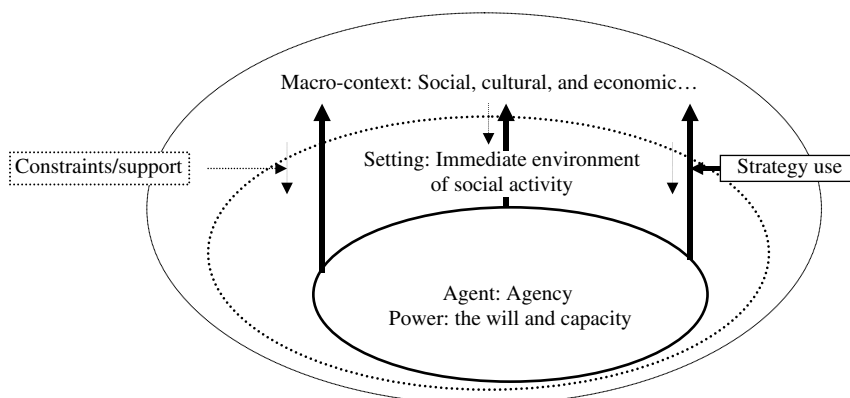 Macro-context: Social, cultural, and economic…
Constraints/support
Setting: Immediate environment
of social activity
Strategy use
Agent: Agency
Power: the will and capacity